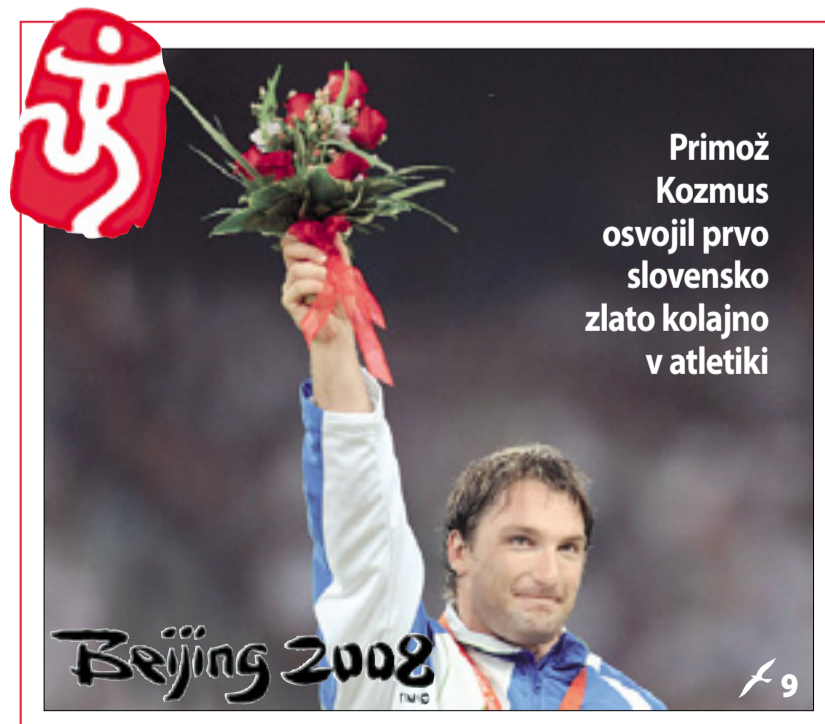 Primož
Kozmus
osvojil prvo
slovensko
zlato kolajno
v atletiki
Beijing 2008
9